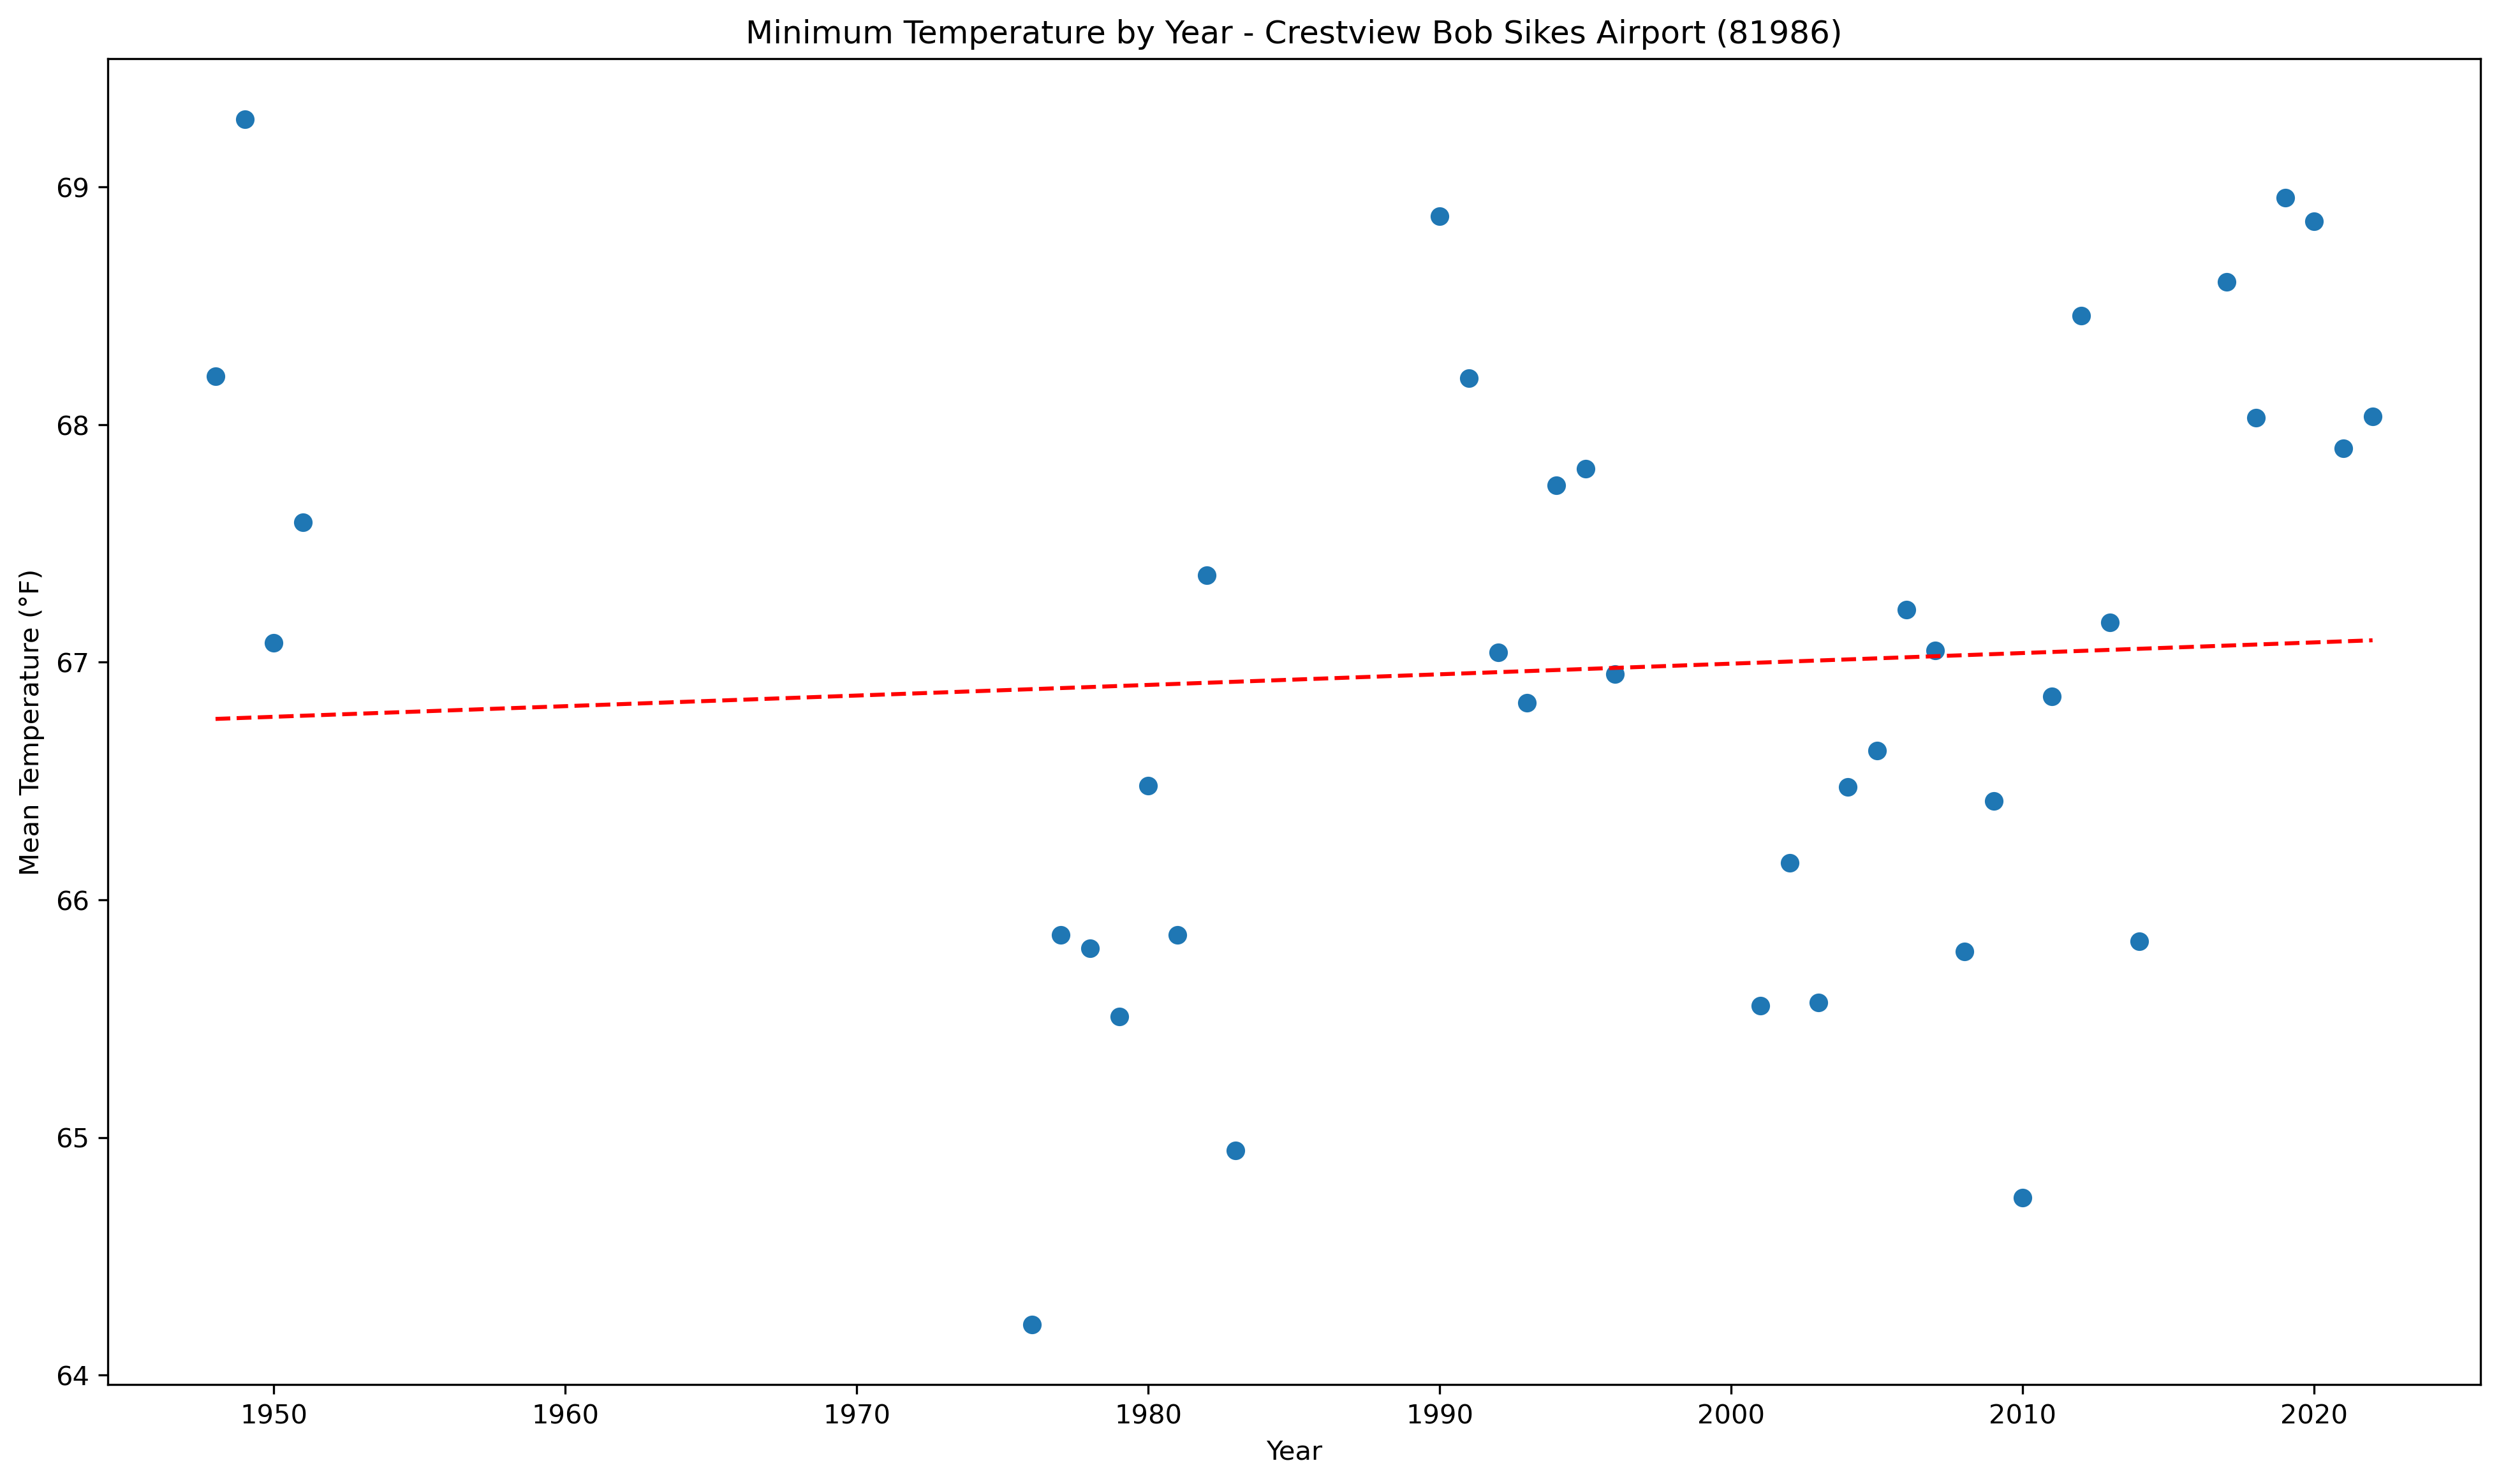 Minimum Temperature by Year - Crestview Bob Sikes Airport (81986)
Mean Temperature (°F)
69
68
67
66
65
64
1950 1960 1970 1980 1990 2000 2010 2020
Year